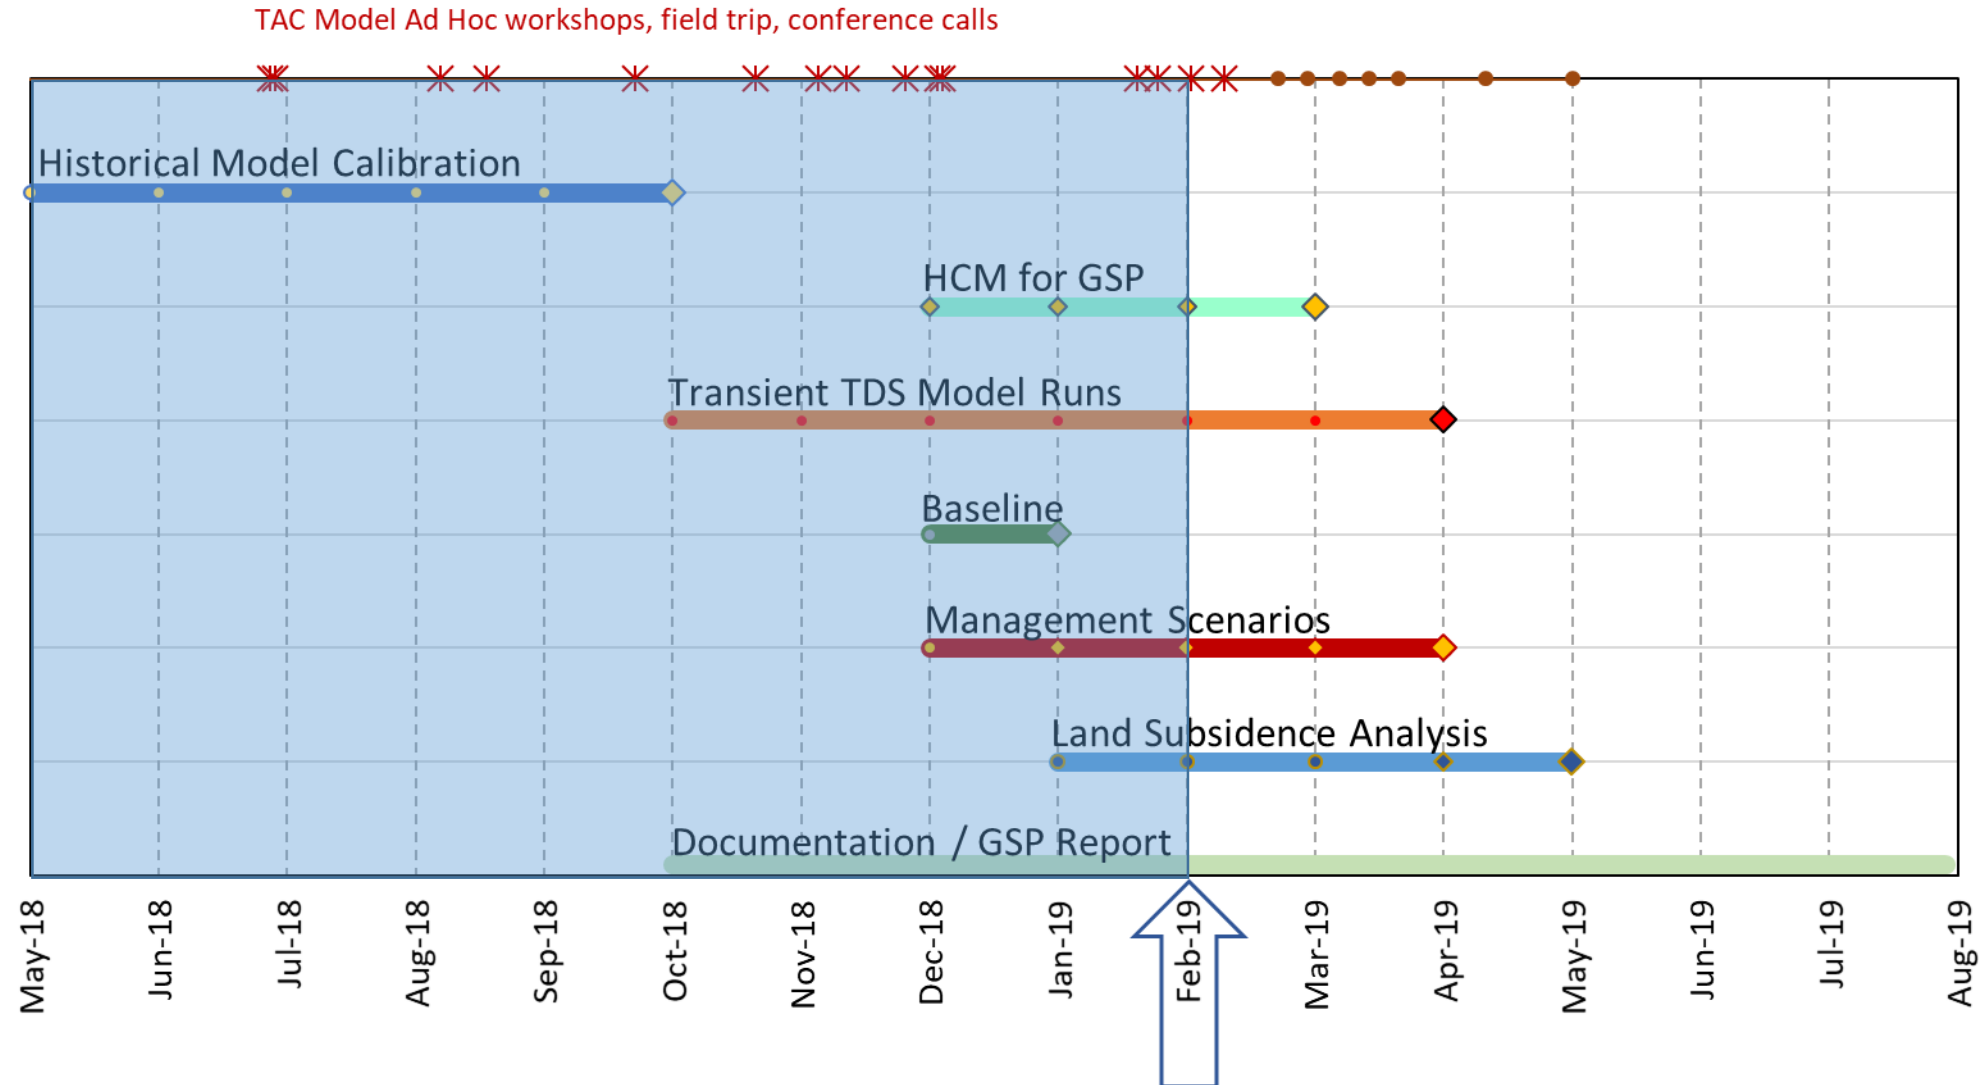 TAC Model Ad Hoc workshops, field trip, conference calls
Historical Model Calibration
HCM for GSP
Transient TDS Model Runs
Baseline
Management Scenarios
Land Subsidence Analysis
Documentation / GSP Report
May-18
Jun-18
Jul-18
Aug-18
Sep-18
Oct-18
Nov-18
Dec-18
Jan-19
Feb-19
Mar-19
Apr-19
May-19
Jun-19
Jul-19
Aug-19